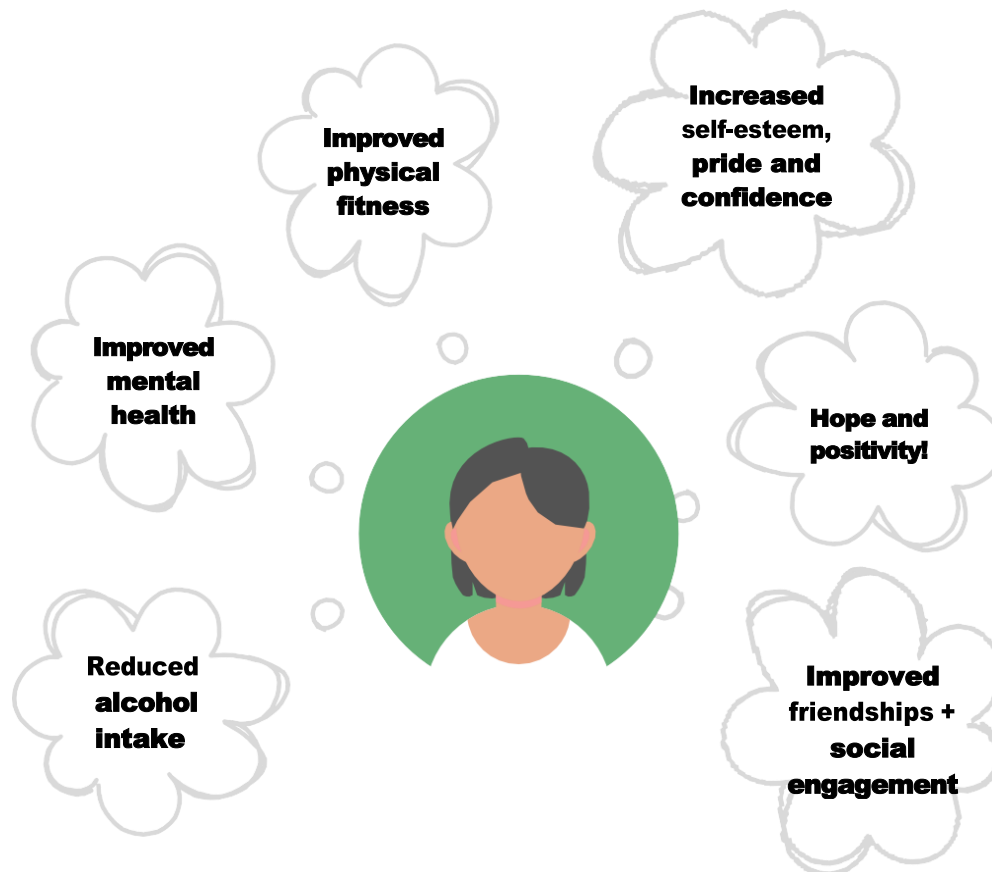 Increased
self-esteem,
pride and
confidence
Improved
physical
fitness
Improved
mental
health
Hope and
positivity!
Reduced
alcohol
intake
Improved
friendships +
social
engagement